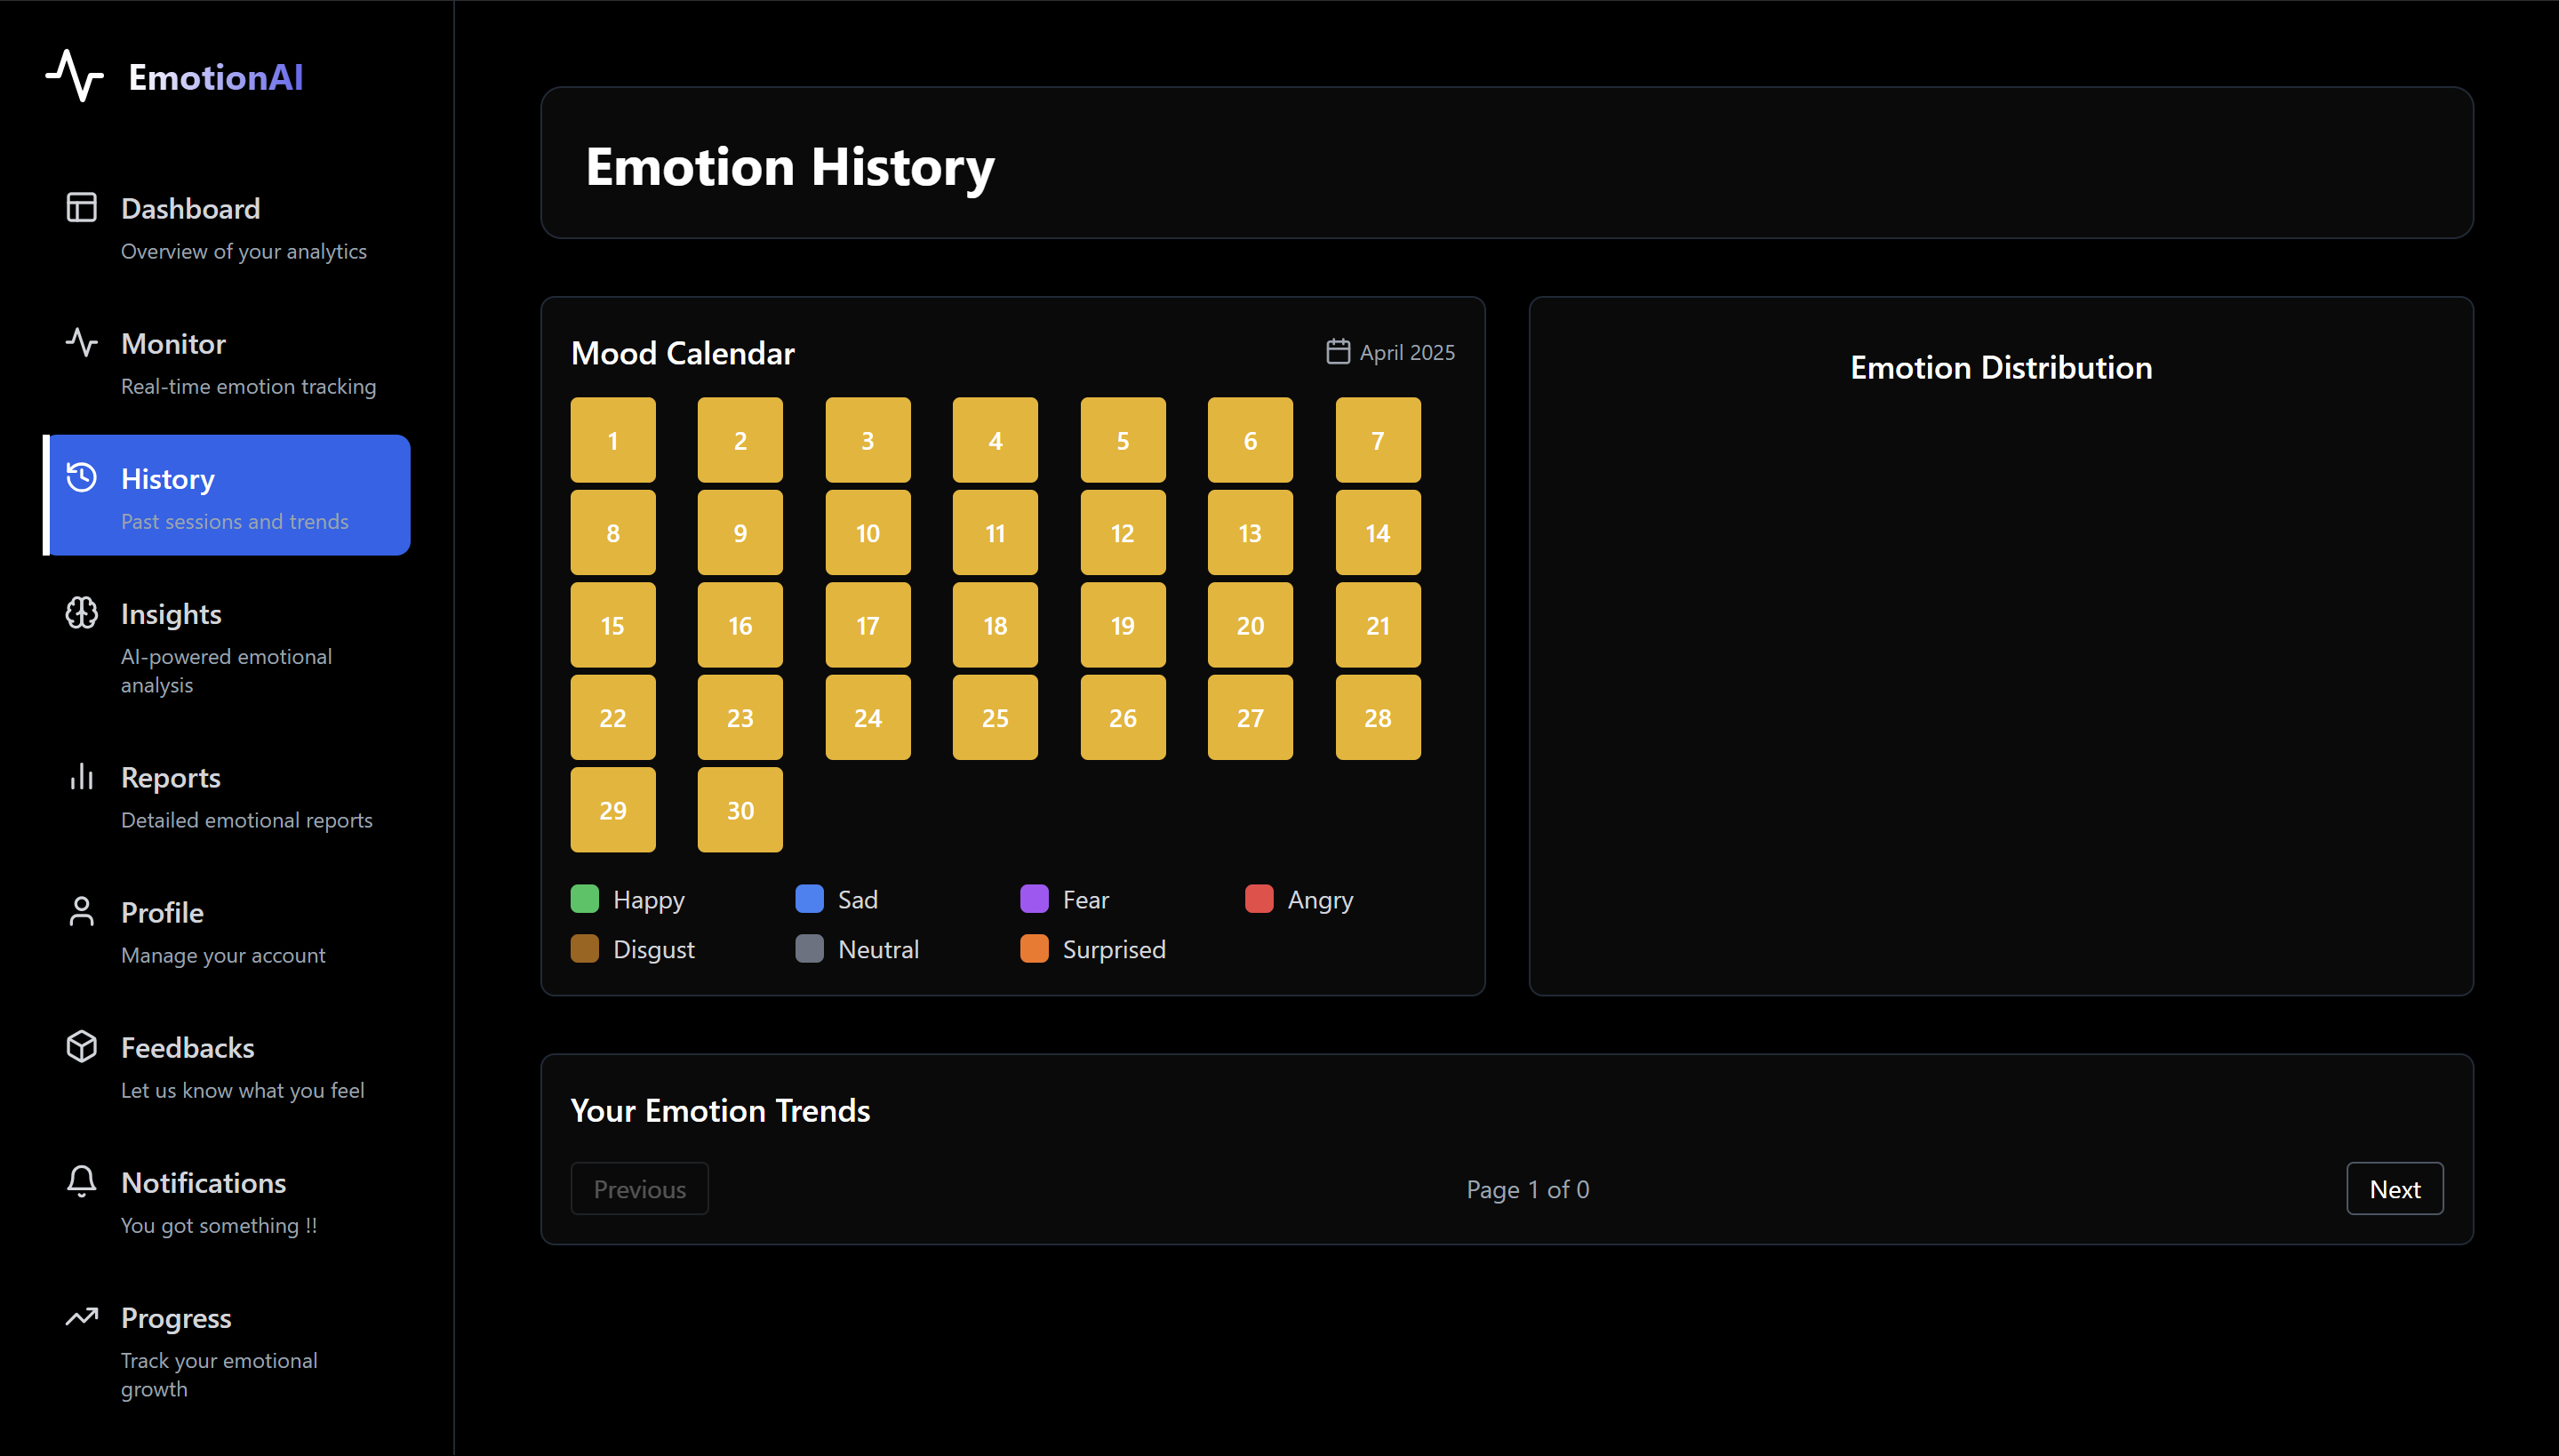 EmotionAI
Dashboard
Overview of your analytics
Monitor
Real-time emotion tracking
History
Past sessions and trends
Insights
AI-powered emotional
analysis
Reports
Detailed emotional reports
Profile
Manage your account
Feedbacks
Let us know what you feel
Notifications
You got something !!
Progress
Track your emotional
growth
Emotion History
Mood Calendar
April 2025
1 2 3 4 5 6 7
8 9 10 11 12 13 14
15 16 17 18 19 20 21
22 23 24 25 26 27 28
29 30
Happy Sad Fear Angry
Disgust Neutral Surprised
Emotion Distribution
Your Emotion Trends
Previous Page 1 of 0 Next